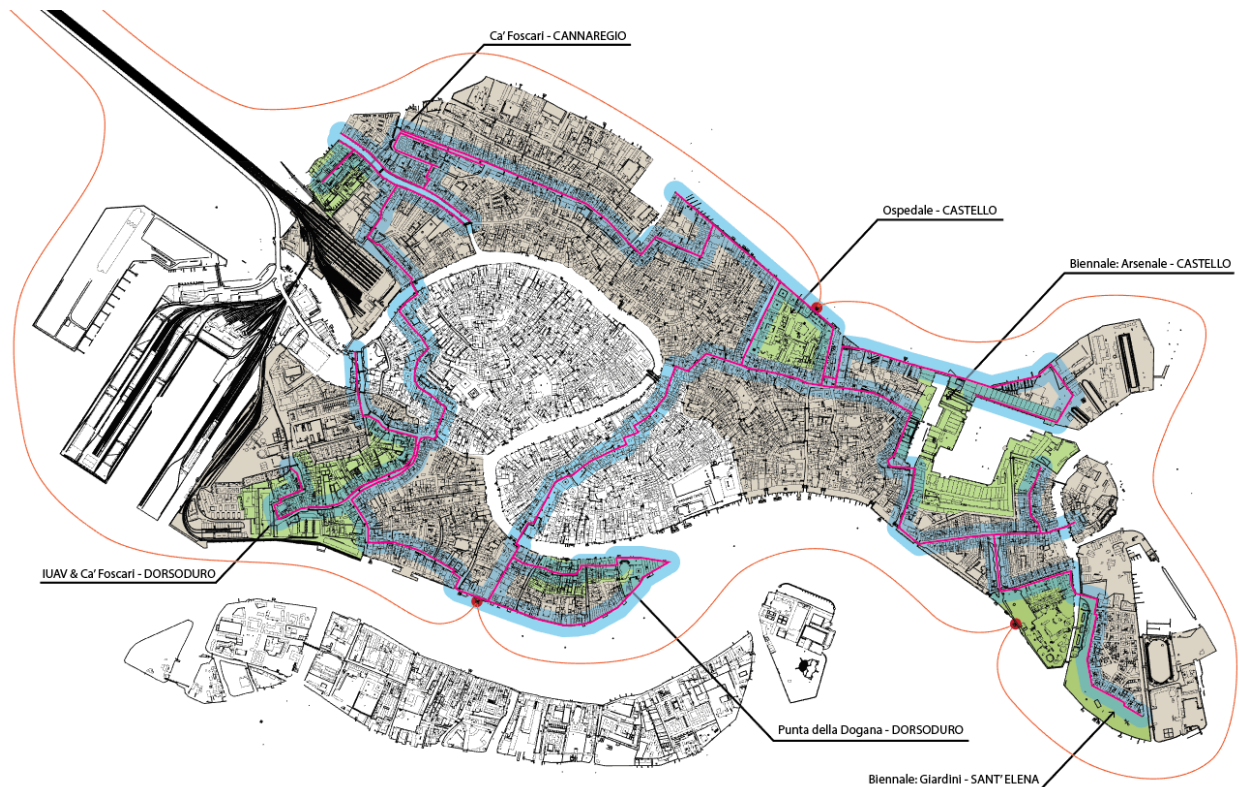 Ca' Foscari - CANNAREGIO
Ospedale - CASTELLO
Biennale: Arsenale - CASTELLO
IUAV & Ca' Foscari - DORSODURO
Punta della Dogana - DORSODURO
Biennale: Giardini - SANT' ELENA